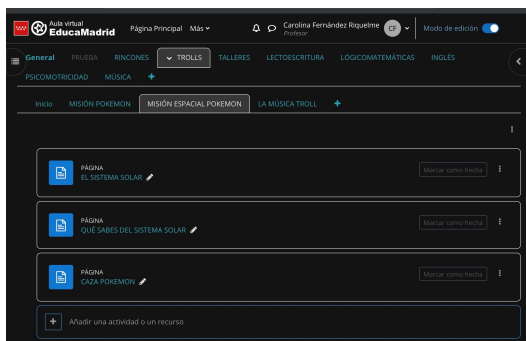 Aula virtual
EducaMadrid
Página Principal Más
Carolina Fernández Riquelme
Profesor
CF
Modo de edición
General PRUEBA RINCONES TROLLS TALLERES LECTOESCRITURA LÓGICOMATEMÁTICAS INGLÉS
PSICOMOTRICIDAD MÚSICA +
Inicio MISIÓN POKEMON MISIÓN ESPACIAL POKEMON LA MÚSICA TROLL +
PÁGINA
EL SISTEMA SOLAR
Marcar como hecha
PÁGINA
QUÉ SABES DEL SISTEMA SOLAR
Marcar como hecha
PÁGINA
CAZA POKEMON
Marcar como hecha
+ Añadir una actividad o un recurso